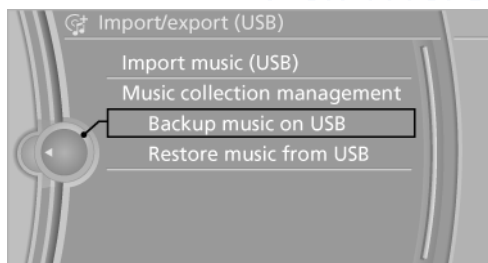 Import/export (USB)
Import music (USB)
Music collection management
Backup music on USB
Restore music from USB